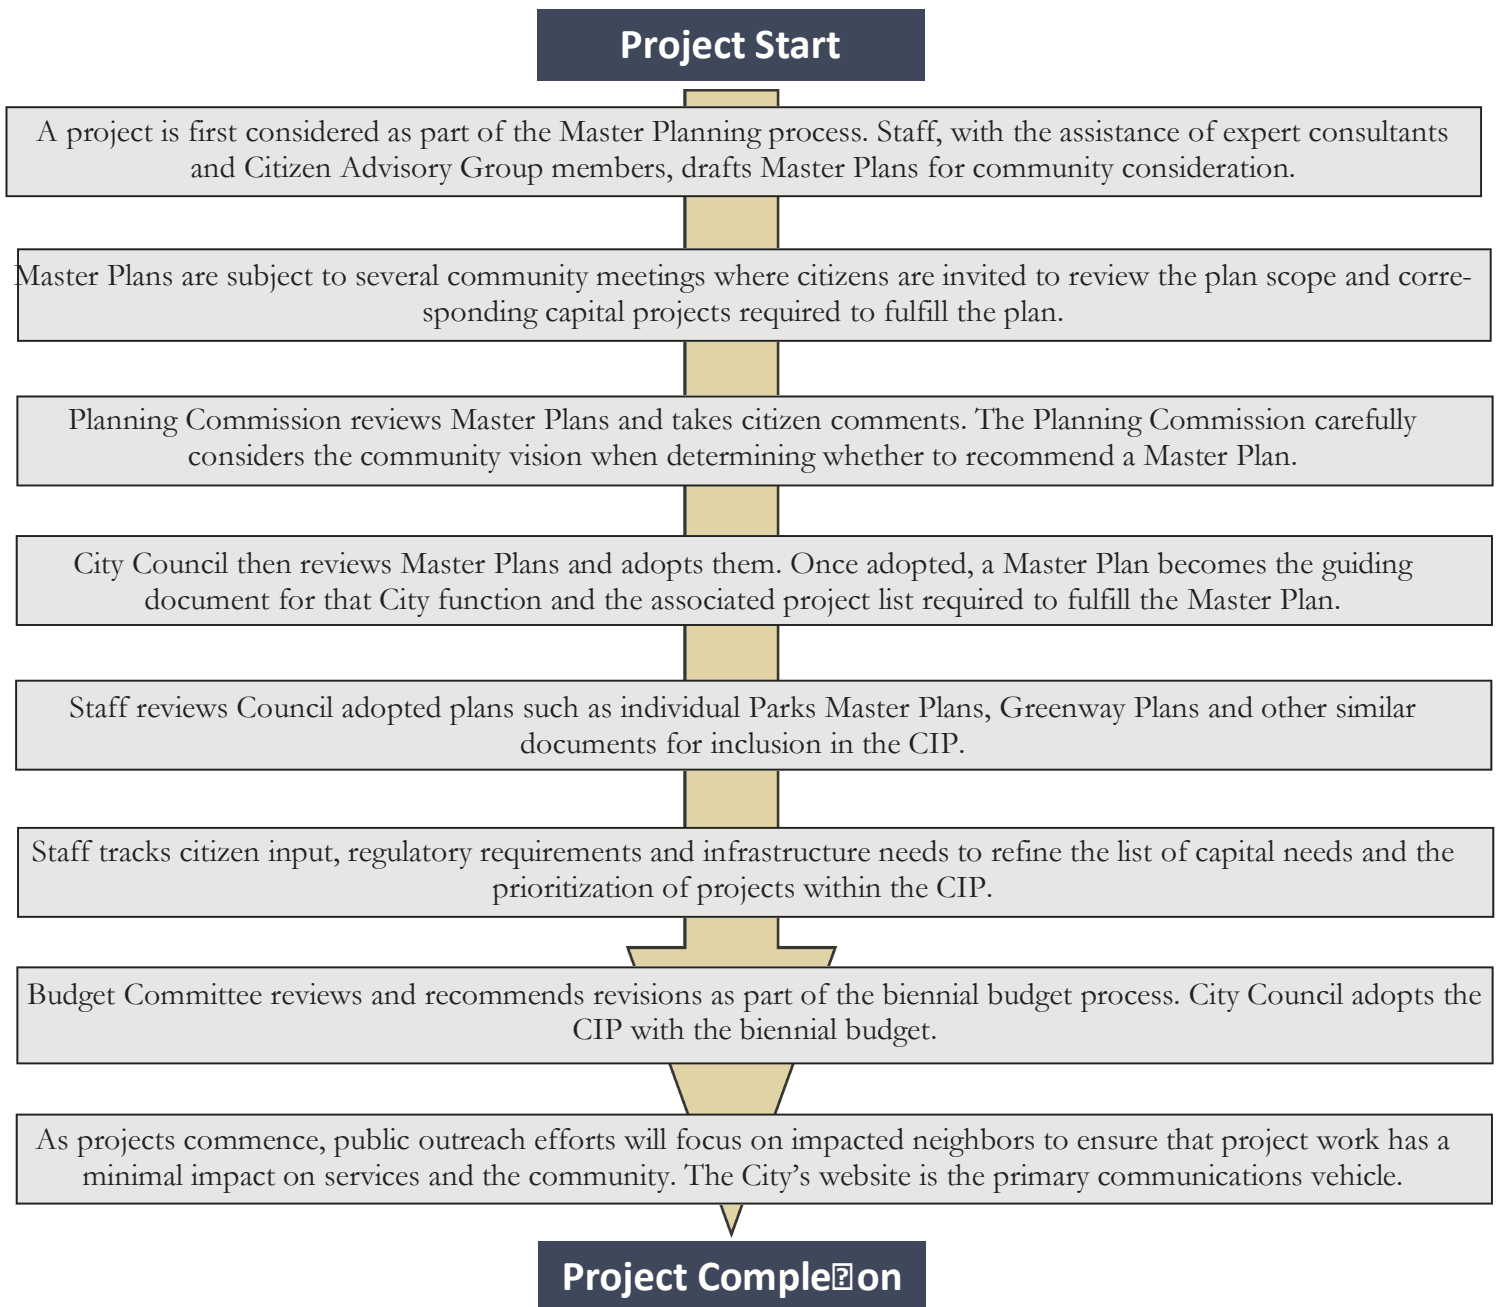 Project Start
A project is first considered as part of the Master Planning process. Staff, with the assistance of expert consultants
and Citizen Advisory Group members, drafts Master Plans for community consideration.
Master Plans are subject to several community meetings where citizens are invited to review the plan scope and corre-
sponding capital projects required to fulfill the plan.
Planning Commission reviews Master Plans and takes citizen comments. The Planning Commission carefully
considers the community vision when determining whether to recommend a Master Plan.
City Council then reviews Master Plans and adopts them. Once adopted, a Master Plan becomes the guiding
document for that City function and the associated project list required to fulfill the Master Plan.
Staff reviews Council adopted plans such as individual Parks Master Plans, Greenway Plans and other similar
documents for inclusion in the CIP.
Staff tracks citizen input, regulatory requirements and infrastructure needs to refine the list of capital needs and the
prioritization of projects within the CIP.
Budget Committee reviews and recommends revisions as part of the biennial budget process. City Council adopts the
CIP with the biennial budget.
As projects commence, public outreach efforts will focus on impacted neighbors to ensure that project work has a
minimal impact on services and the community. The City’s website is the primary communications vehicle.
Project Comple⍰on